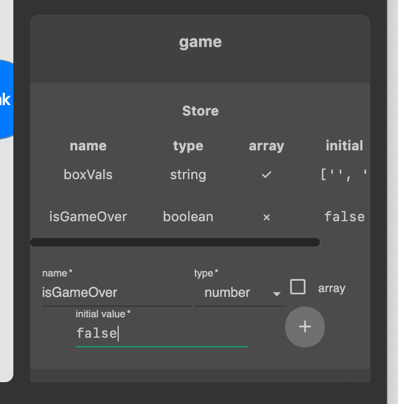 game
Store
name type array initial
boxVals string ✓ ['', '
isGameOver boolean × false
name* type*
isGameOver number array
initial value*
false
+